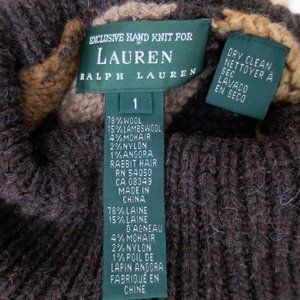 EXCLUSIVE HAND KNIT FOR
LAUREN
RALPH LAUREN
1
78% WOOL
15% LAMBSWOOL
4% MOHAIR
2% NYLON
1% ANGORA
RABBIT HAIR
RN 54050
CA 09349
MADE IN
CHINA
78% LAINE
15% LAINE
D'AGNEAU
4% MOHAIR
2% NYLON
1% POIL DE
LAPIN ANGORA
FABRIQUÉ EN
CHINE
DRY CLEAN
NETTOYER À
SEC
LAVADO
EN SECO